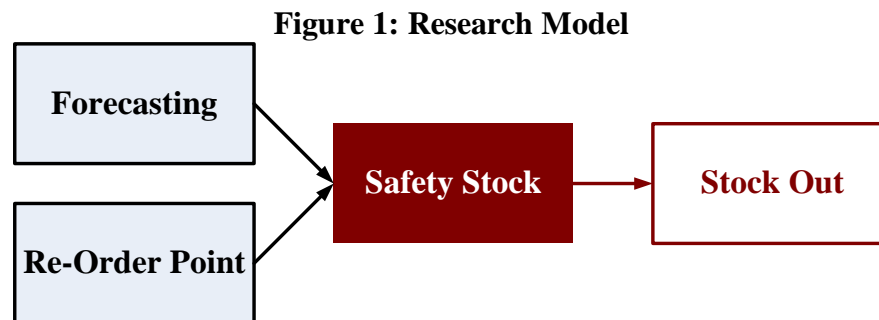 Figure 1: Research Model
Forecasting
Safety Stock
Stock Out
Re-Order Point